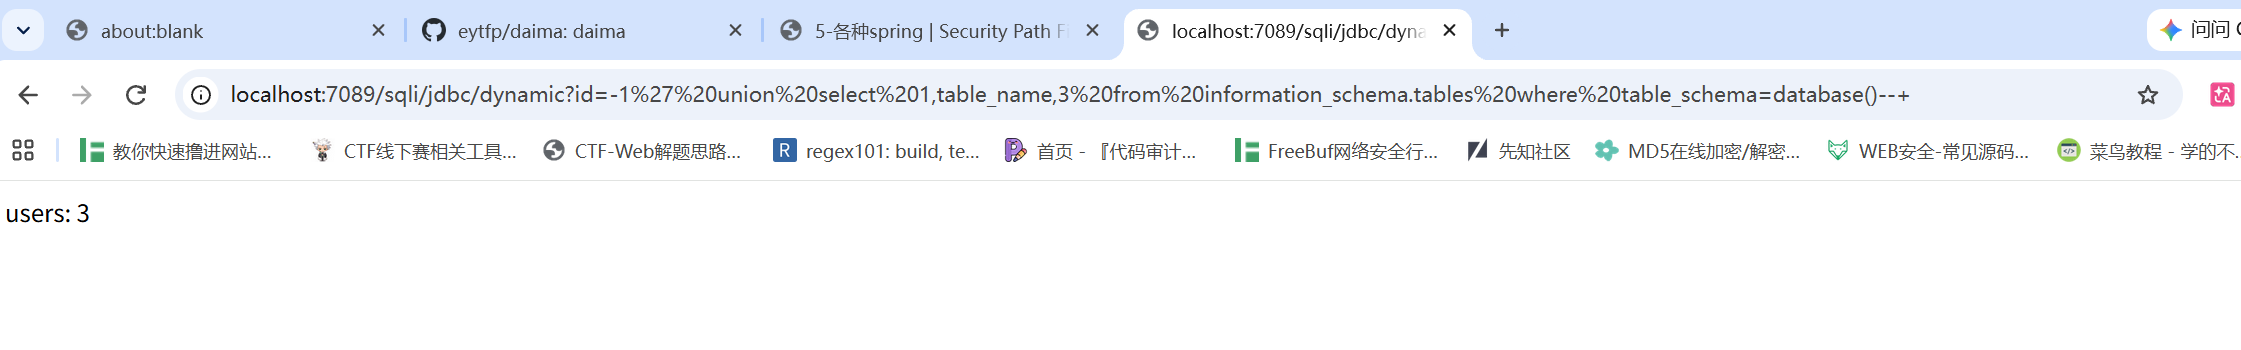 about:blank
eytfp/daima: daima
5-各种spring | Security Path F
localhost:7089/sqli/jdbc/dyna
问问
localhost:7089/sqli/jdbc/dynamic?id=-1%27%20union%20select%201,table_name,3%20from%20information_schema.tables%20where%20table_schema=database()--+
教你快速撸进网站...
CTF线下赛相关工具...
CTF-Web解题思路...
R
regex101: build, te...
首页 - 『代码审计...
FreeBuf网络安全行...
先知社区
MD5在线加密/解密...
WEB安全-常见源码...
菜鸟教程 - 学的不...
users: 3